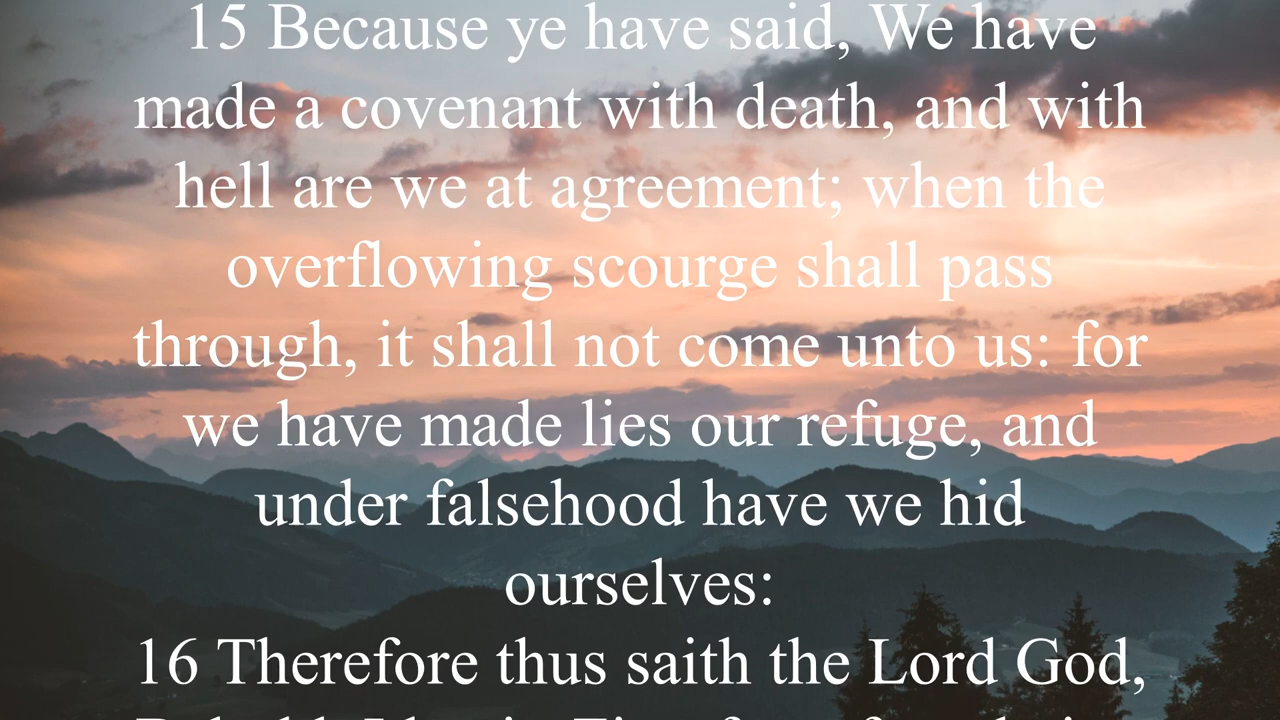 15 Because ye have said, We have
made a covenant with death, and with
hell are we at agreement; when the
overflowing scourge shall pass
through, it shall not come unto us: for
we have made lies our refuge, and
under falsehood have we hid
ourselves:
16 Therefore thus saith the Lord God,